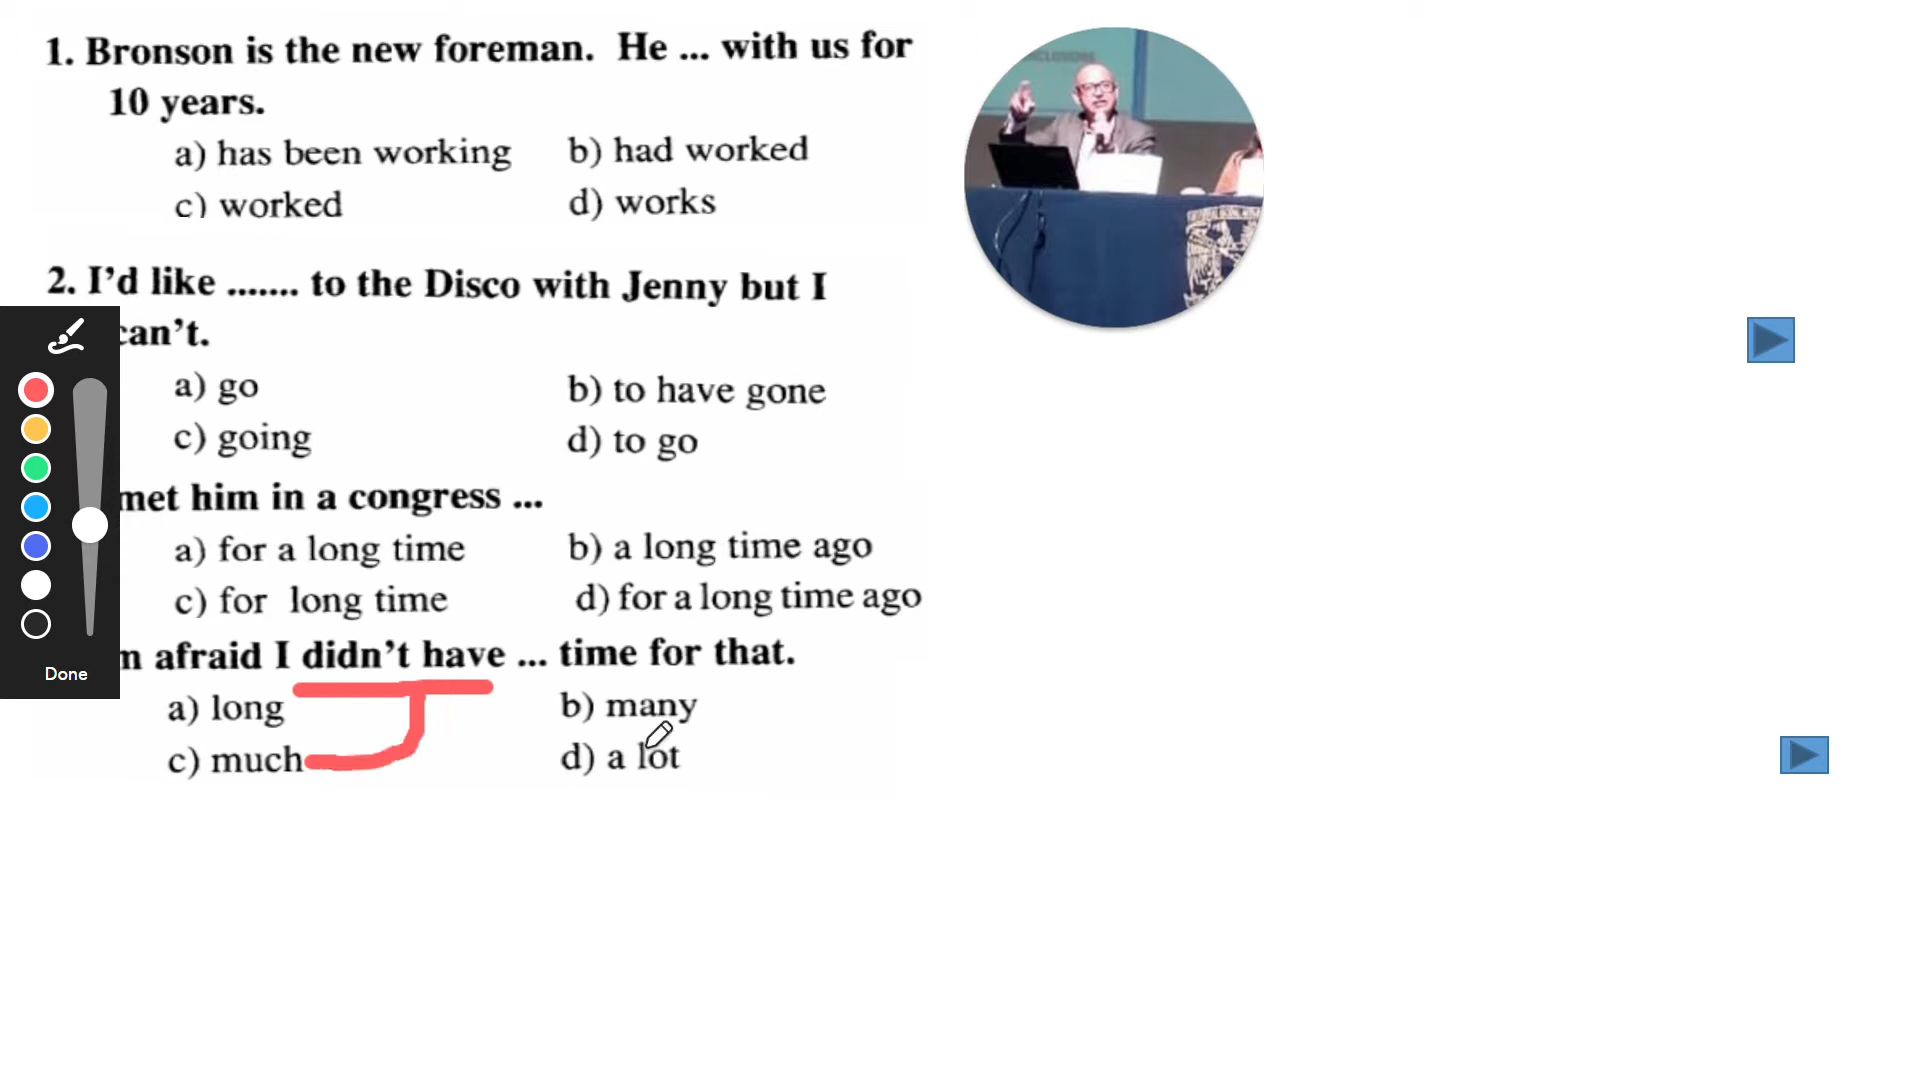 1. Bronson is the new foreman. He ... with us for
10 years.
a) has been working b) had worked
c) worked d) works
2. I’d like ....... to the Disco with Jenny but I
can’t.
a) go b) to have gone
c) going d) to go
met him in a congress ...
a) for a long time b) a long time ago
c) for long time d) for a long time ago
m afraid I didn’t have ... time for that.
Done
a) long b) many
c) much d) a lot